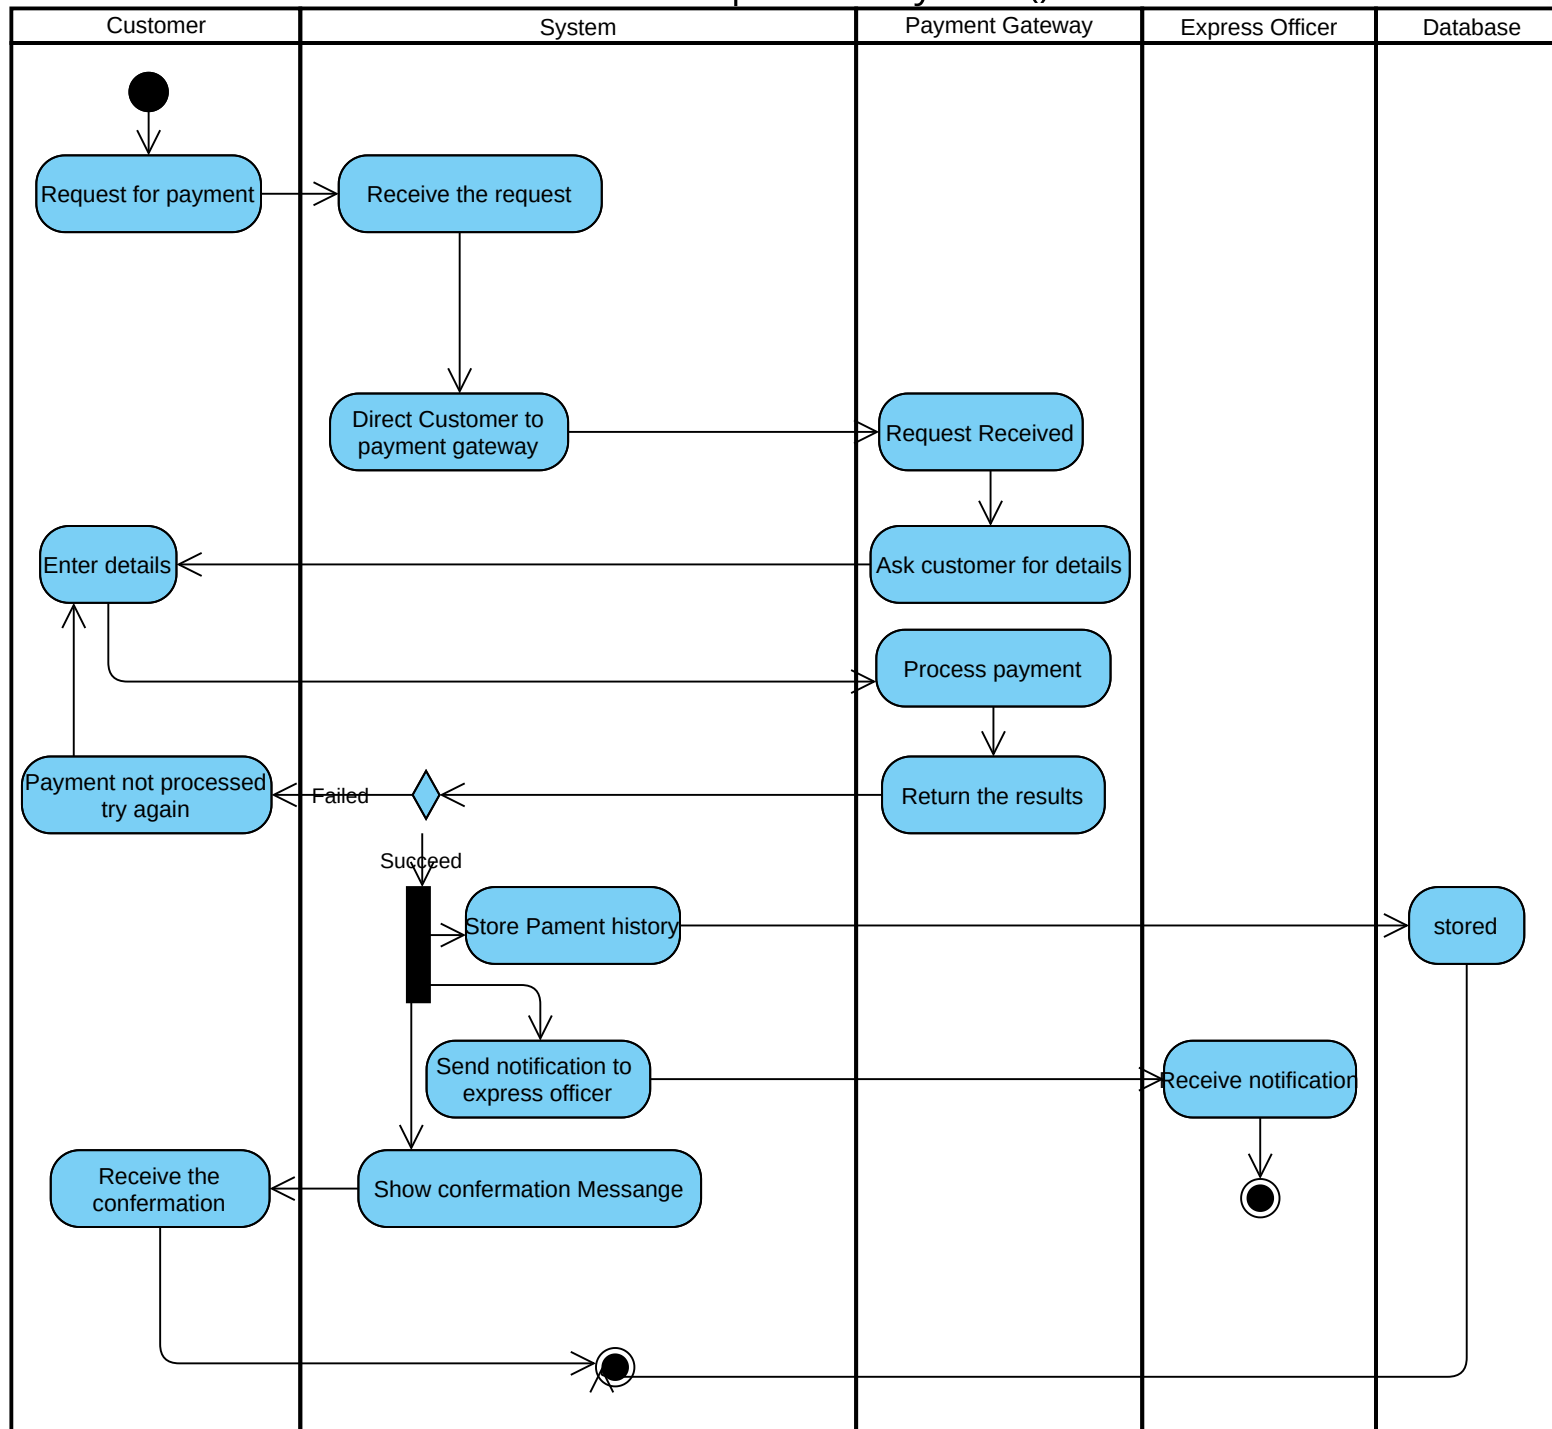 Customer
System
Payment Gateway
Express Officer
Database
Request for payment
Receive the request
Direct Customer to
payment gateway
Request Received
Enter details
Ask customer for details
Process payment
Payment not processed
try again
Failed
Return the results
Succeed
Store Pament history
stored
Send notification to
express officer
Receive notification
Receive the
confermation
Show confermation Messange